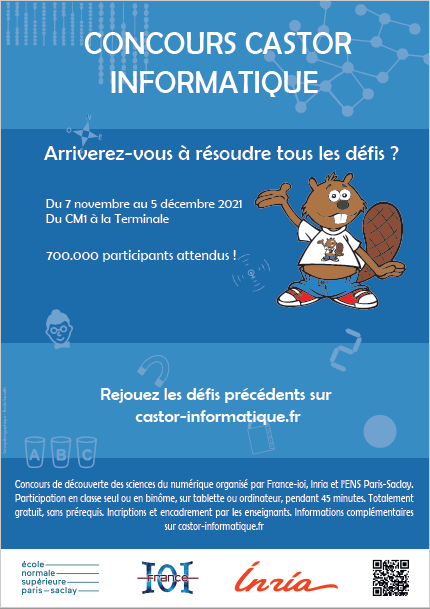 CONCOURS CASTOR
INFORMATIQUE
Arriverez-vous à résoudre tous les défis ?
Du 7 novembre au 5 décembre 2021
Du CM1 à la Terminale
700.000 participants attendus !
Rejouez les défis précédents sur
castor-informatique.fr
A B C
Concours de découverte des sciences du numérique organisé par France-ioi, Inria et l'ENS Paris-Saclay.
Participation en classe seul ou en binôme, sur tablette ou ordinateur, pendant 45 minutes. Totalement
gratuit, sans prérequis. Incriptions et encadrement par les enseignants. Informations complémentaires
sur castor-informatique.fr
école
normale
supérieure
paris–saclay
France
IOI
Inria